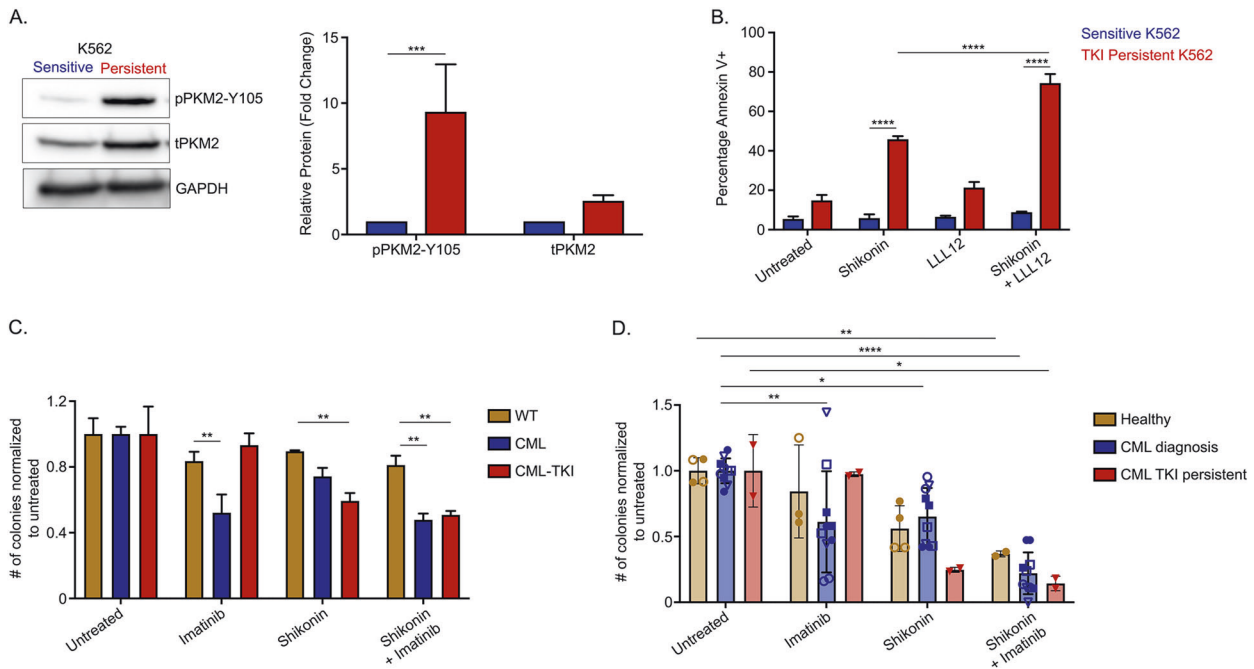 A.
K562
Sensitive Persistent
pPKM2-Y105
tPKM2
GAPDH
Relative Protein (Fold Change)
15
10
5
0
***
pPKM2-Y105
tPKM2
B.
Percentage Annexin V+
100
80
60
40
20
0
****
****
****
Untreated
Shikonin
LLL12
Shikonin
+ LLL12
Sensitive K562
TKI Persistent K562
C.
# of colonies normalized
to untreated
1.2
0.8
0.4
0
**
**
**
**
Untreated
Imatinib
Shikonin
Shikonin
+ Imatinib
WT
CML
CML-TKI
D.
# of colonies normalized
to untreated
1.5
1.0
0.5
0
**
****
*
*
**
Untreated
Imatinib
Shikonin
Shikonin
+ Imatinib
Healthy
CML diagnosis
CML TKI persistent